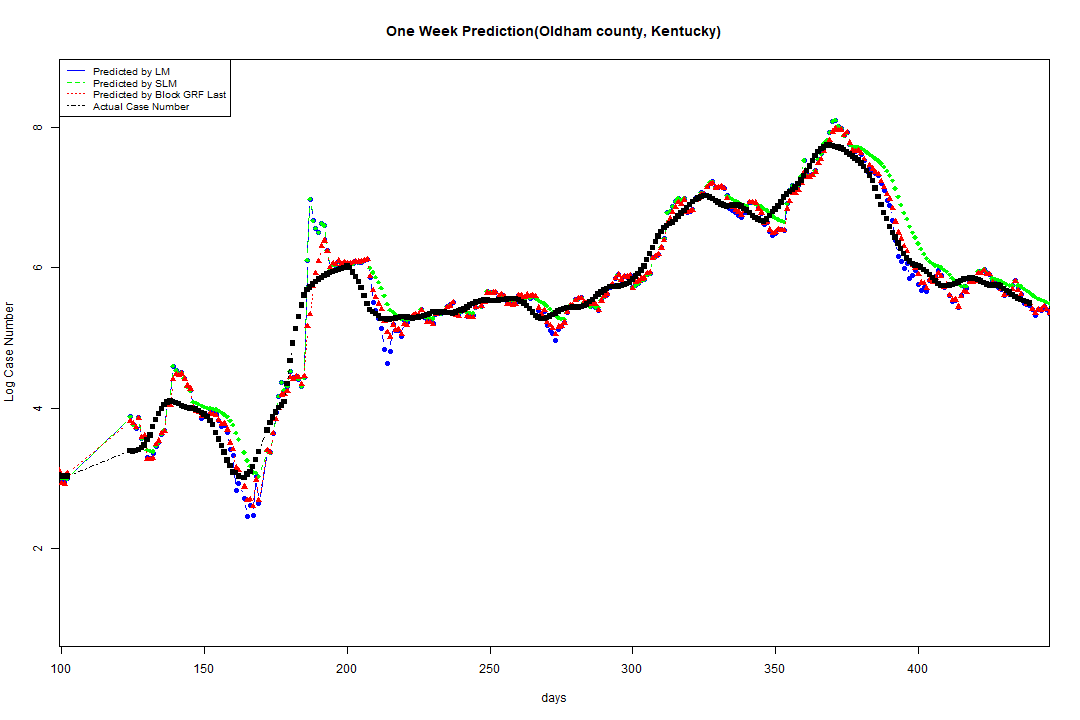 One Week Prediction(Oldham county, Kentucky)
Predicted by LM
Predicted by SLM
Predicted by Block GRF Last
Actual Case Number
8
6
4
2
Log Case Number
100 150 200 250 300 350 400
days